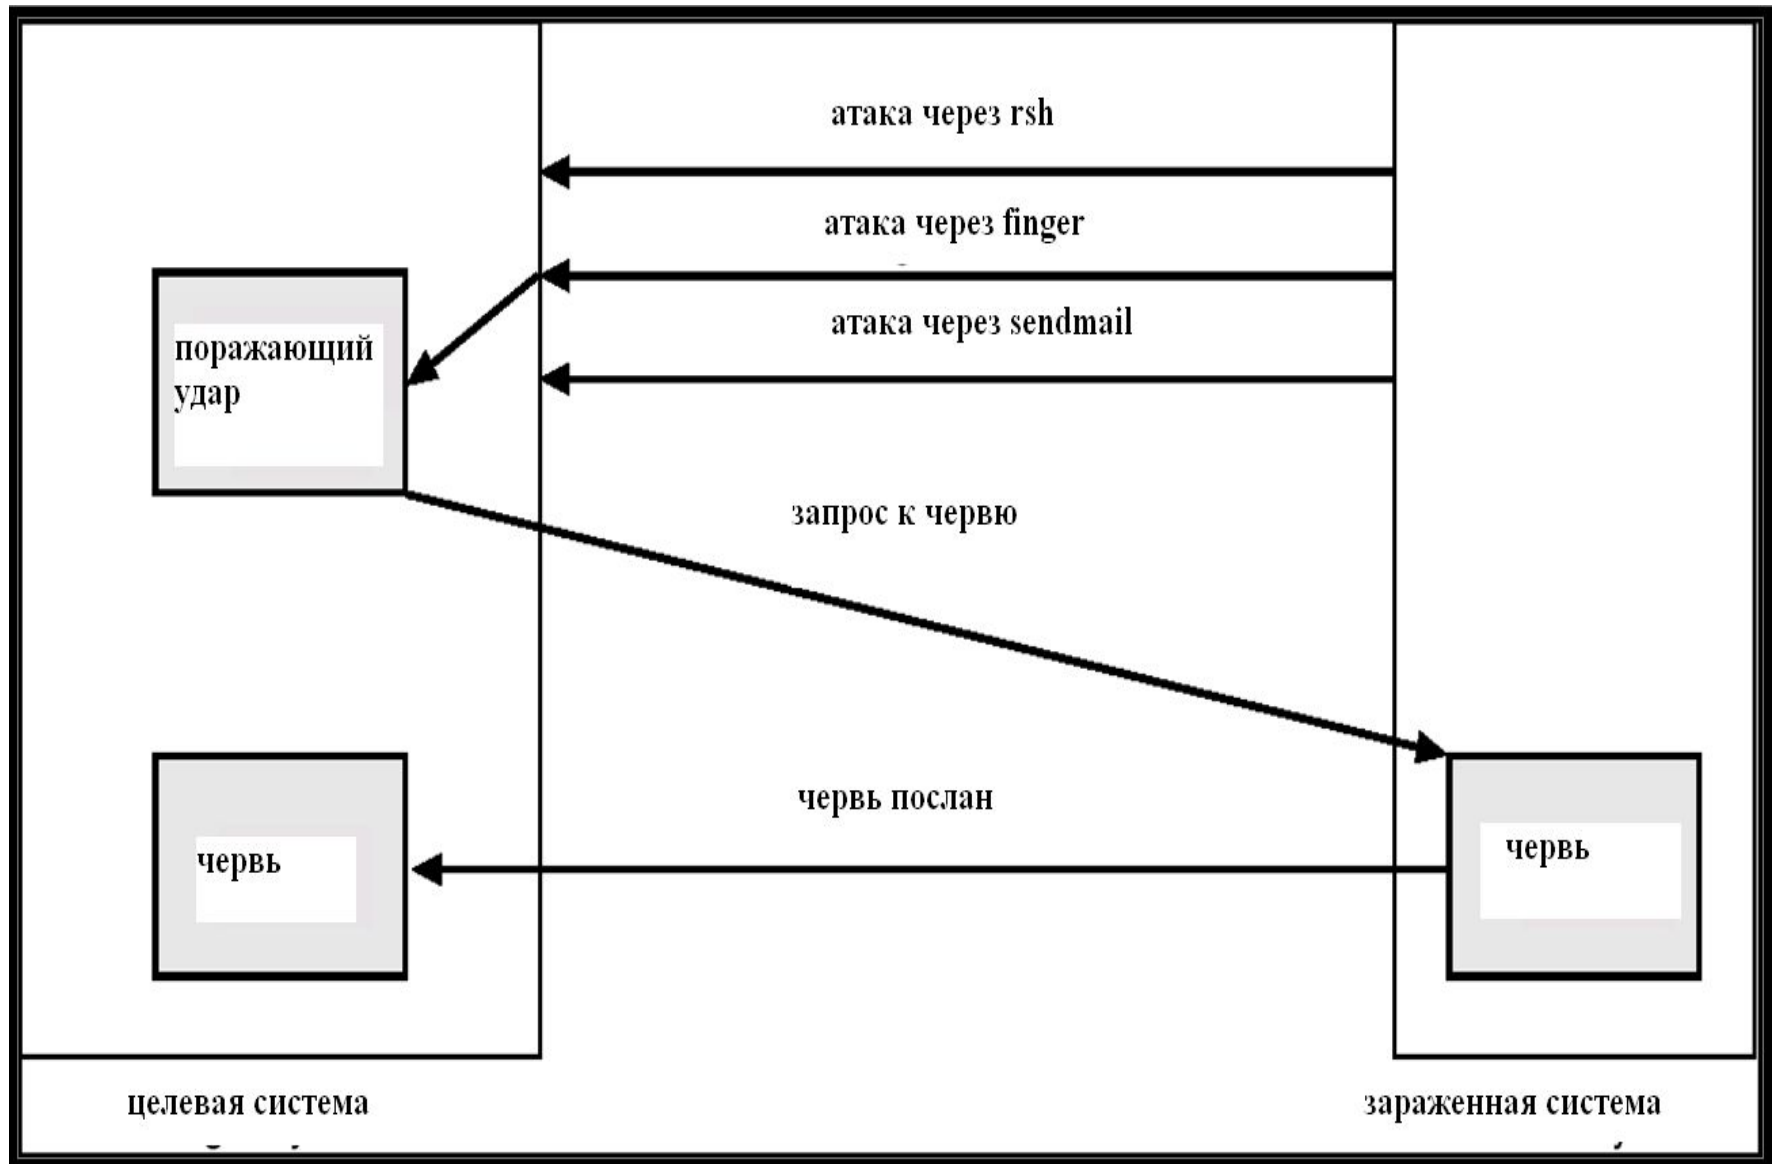 атака через rsh
атака через finger
атака через sendmail
поражающий
удар
запрос к червю
червь послан
червь
червь
целевая система
зараженная система